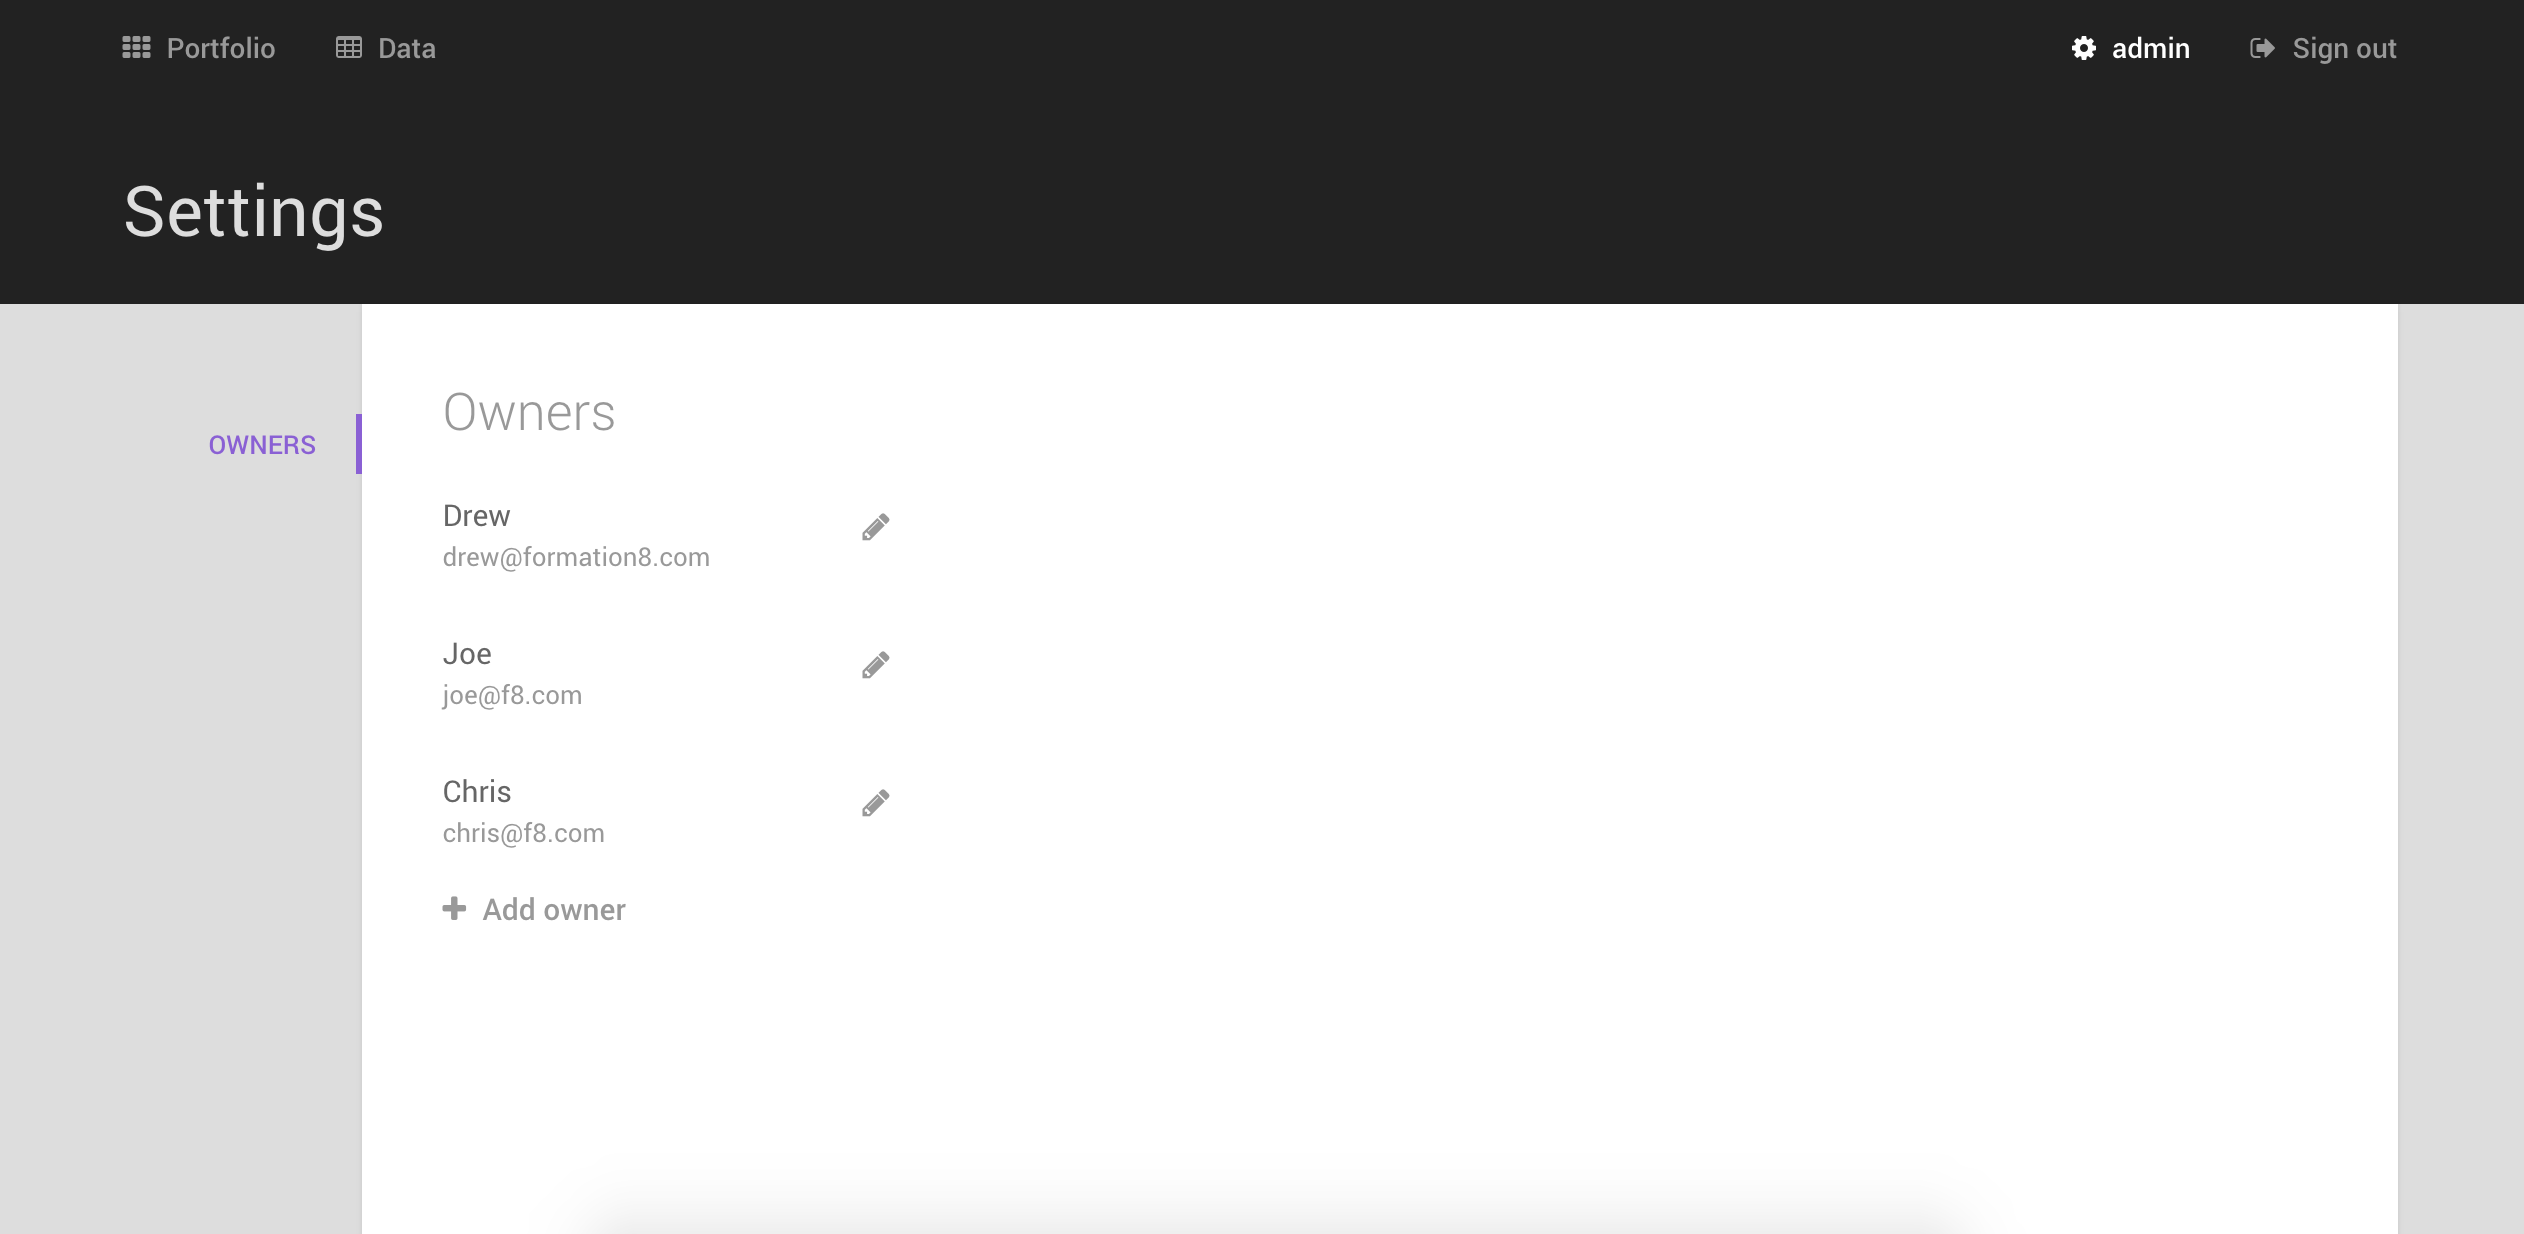 Portfolio
Data
admin
Sign out
Settings
OWNERS
Owners
Drew
drew@formation8.com
Joe
joe@f8.com
Chris
chris@f8.com
Add owner